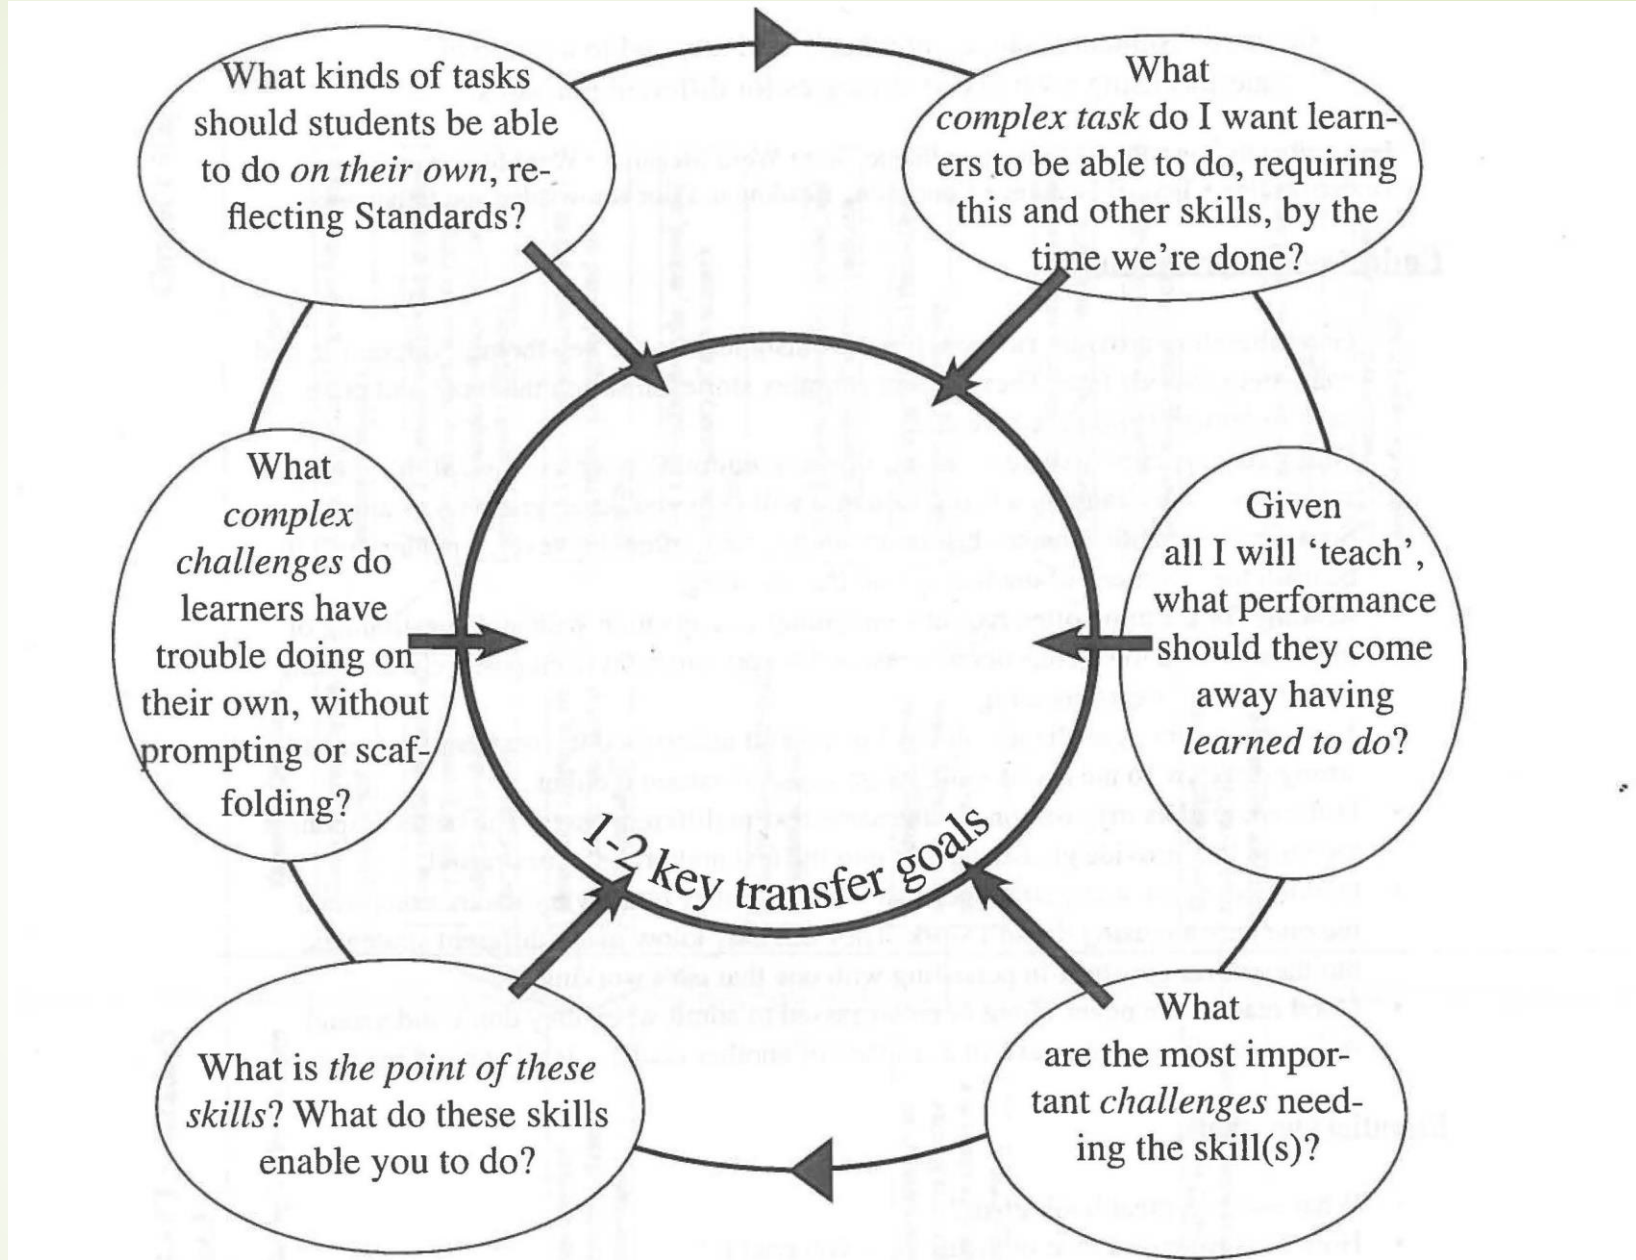 What kinds of tasks
should students be able
to do on their own, re-
flecting Standards?
What
complex task do I want learn-
ers to be able to do, requiring
this and other skills, by the
time we're done?
Given
all I will ‘teach’,
what performance
should they come
away having
learned to do?
What
are the most impor-
tant challenges need-
ing the skill(s)?
What is the point of these
skills? What do these skills
enable you to do?
What
complex
challenges do
learners have
trouble doing on
their own, without
prompting or scaf-
folding?
1-2 key transfer goals